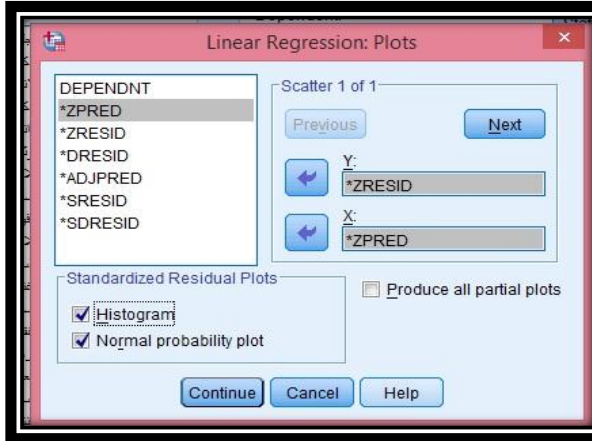 Linear Regression: Plots
DEPENDNT
*ZPRED
*ZRESID
*DRESID
*ADJPRED
*SRESID
*SDRESID
Scatter 1 of 1
Previous
Next
Y:
*ZRESID
X:
*ZPRED
Standardized Residual Plots
Histogram
Normal probability plot
Produce all partial plots
Continue
Cancel
Help